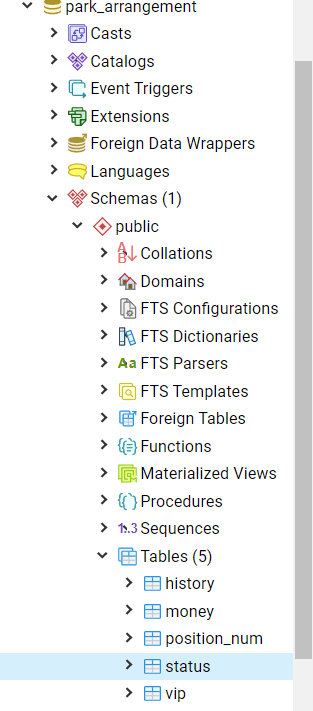 park_arrangement
Casts
Catalogs
Event Triggers
Extensions
Foreign Data Wrappers
Languages
Schemas (1)
public
Collations
Domains
FTS Configurations
FTS Dictionaries
Aa FTS Parsers
FTS Templates
Foreign Tables
Functions
Materialized Views
Procedures
1..3 Sequences
Tables (5)
history
money
position_num
status
vip